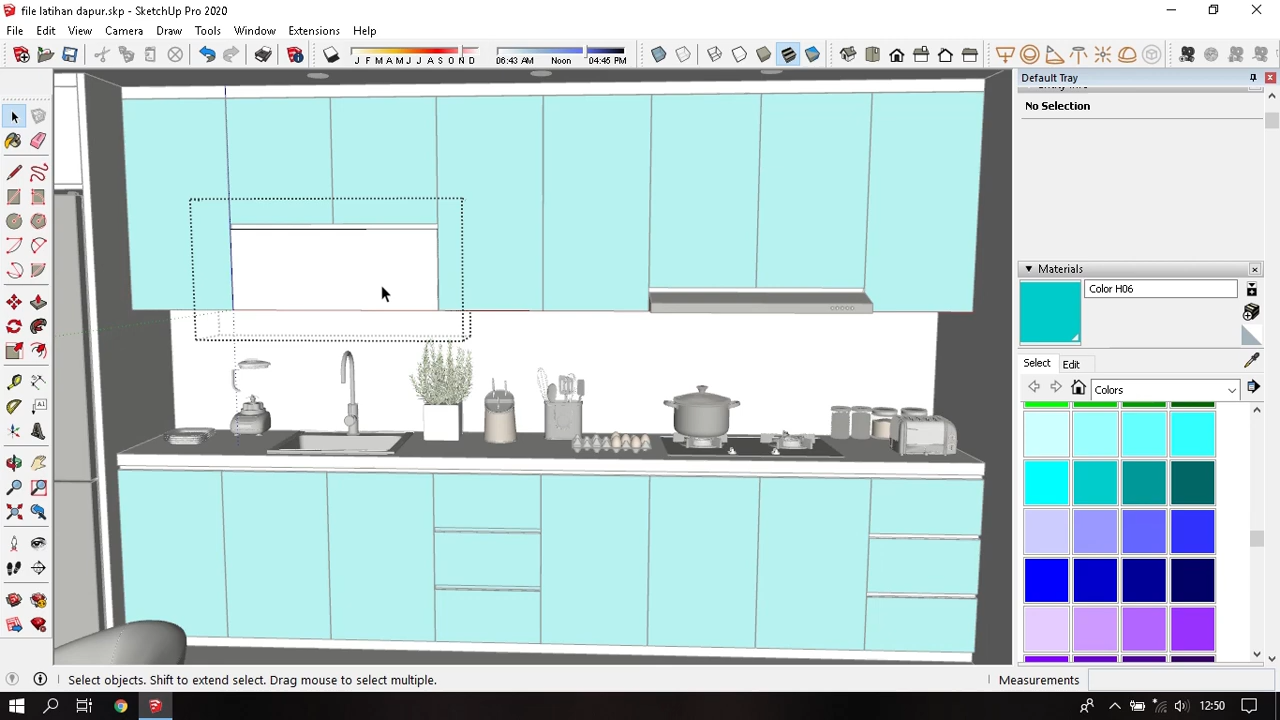 file latihan dapur.skp - SketchUp Pro 2020
File Edit View Camera Draw Tools Window Extensions Help
J F M A M J J A S O N D
06:43 AM Noon 04:45 PM
Default Tray
Entity Info
No Selection
Materials
Color H06
Select Edit
Colors
Select objects. Shift to extend select. Drag mouse to select multiple.
Measurements
12:50